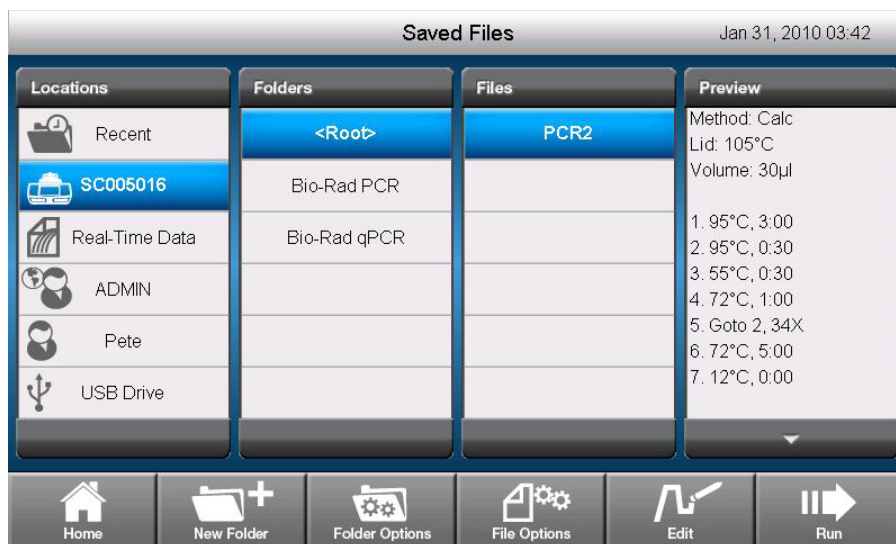 Saved Files
Jan 31, 2010 03:42
Locations
Recent
SC005016
Real-Time Data
ADMIN
Pete
USB Drive
Folders
<Root>
Bio-Rad PCR
Bio-Rad qPCR
Files
PCR2
Preview
Method: Calc
Lid: 105°C
Volume: 30µl
1. 95°C, 3:00
2. 95°C, 0:30
3. 55°C, 0:30
4. 72°C, 1:00
5. Goto 2, 34X
6. 72°C, 5:00
7. 12°C, 0:00
Home
New Folder
Folder Options
File Options
Edit
Run